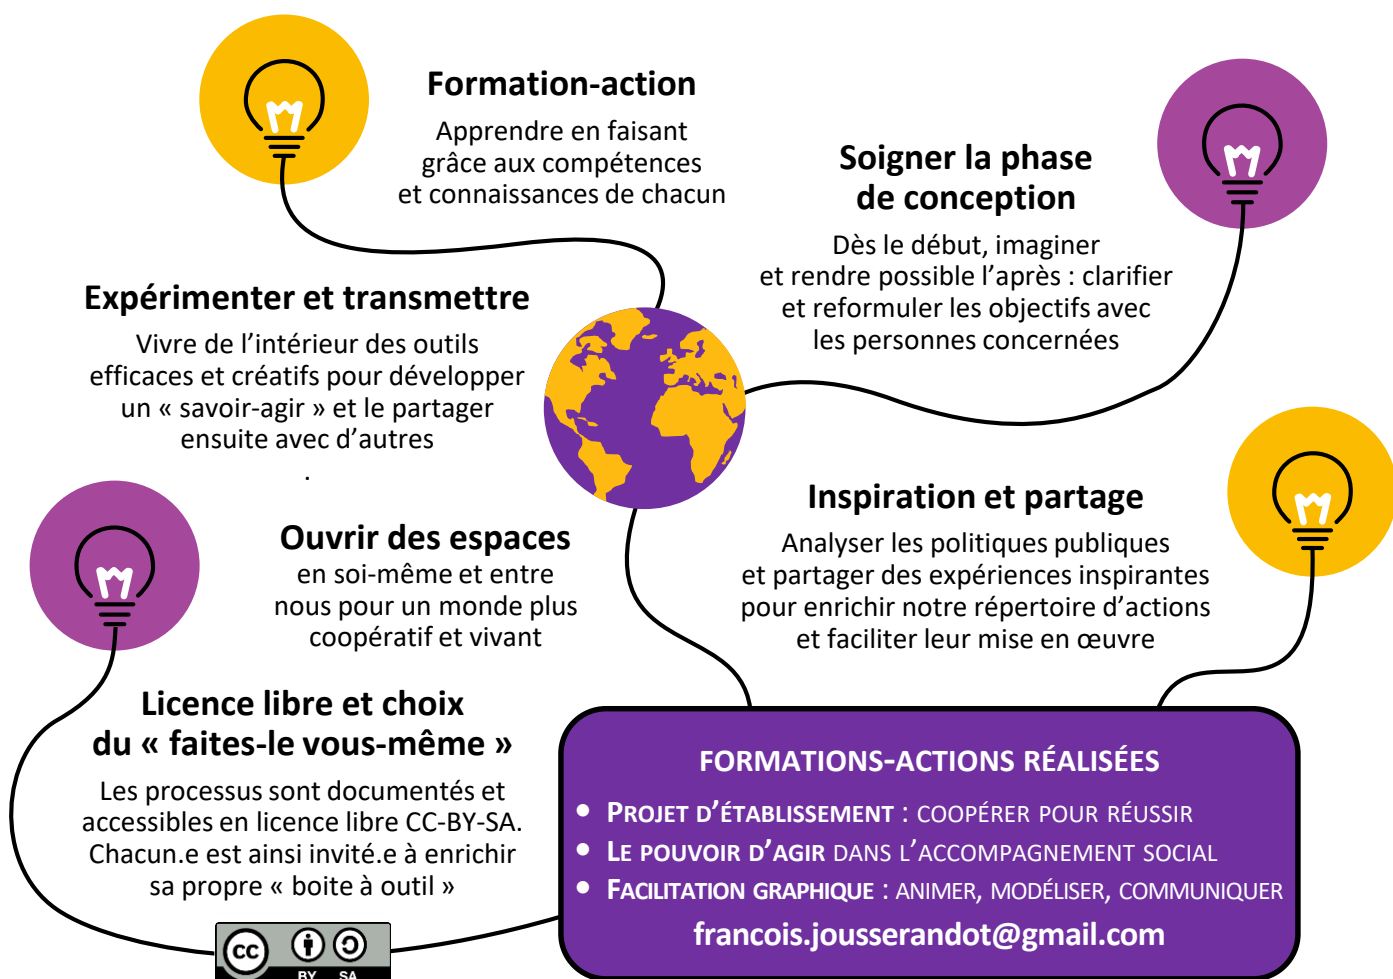 Formation-action
Apprendre en faisant
grâce aux compétences
et connaissances de chacun
Soigner la phase
de conception
Dès le début, imaginer
et rendre possible l’après : clarifier
et reformuler les objectifs avec
les personnes concernées
Expérimenter et transmettre
Vivre de l’intérieur des outils
efficaces et créatifs pour développer
un « savoir-agir » et le partager
ensuite avec d’autres
.
Inspiration et partage
Analyser les politiques publiques
et partager des expériences inspirantes
pour enrichir notre répertoire d’actions
et faciliter leur mise en œuvre
Ouvrir des espaces
en soi-même et entre
nous pour un monde plus
coopératif et vivant
Licence libre et choix
du « faites-le vous-même »
Les processus sont documentés et
accessibles en licence libre CC-BY-SA.
Chacun.e est ainsi invité.e à enrichir
sa propre « boite à outil »
cc
BY SA
FORMATIONS-ACTIONS RÉALISÉES
• PROJET D’ÉTABLISSEMENT : COOPÉRER POUR RÉUSSIR
• LE POUVOIR D’AGIR DANS L’ACCOMPAGNEMENT SOCIAL
• FACILITATION GRAPHIQUE : ANIMER, MODÉLISER, COMMUNIQUER
francois.jousserandot@gmail.com